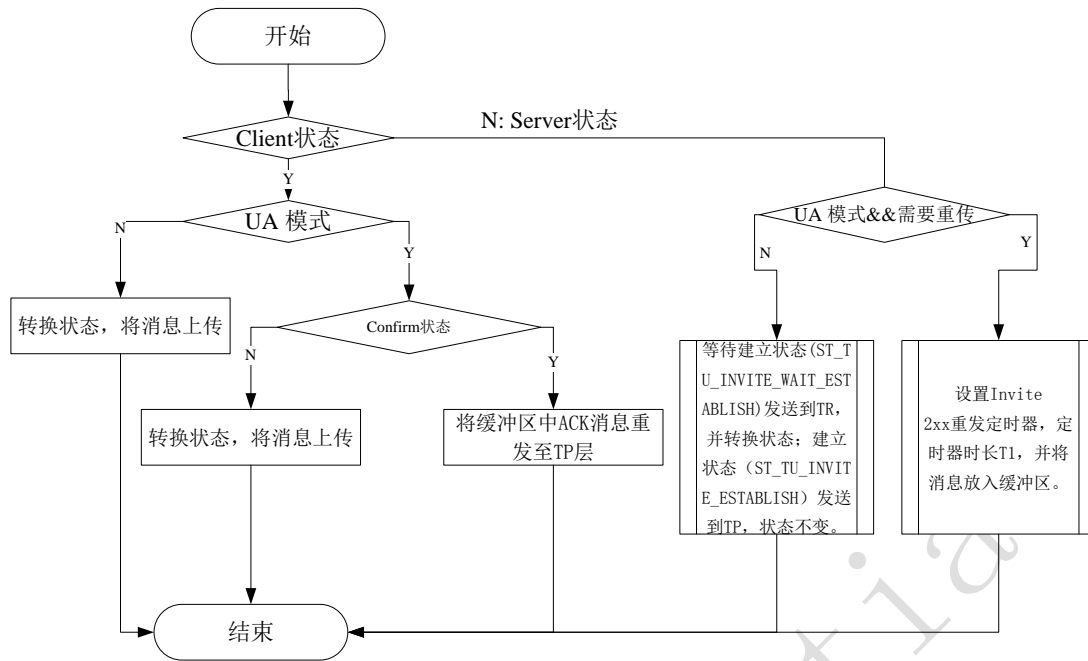 开始
Client状态
N: Server状态
Y
UA 模式
N
Y
UA 模式&&需要重传
N
Y
转换状态，将消息上传
Confirm状态
N
Y
转换状态，将消息上传
将缓冲区中ACK消息重
发至TP层
等待建立状态(ST_T
U_INVITE_WAIT_EST
ABLISH)发送到TR，
并转换状态；建立
状态（ST_TU_INVIT
E_ESTABLISH）发送
到TP，状态不变。
设置Invite
2xx重发定时器，定
时器时长T1，并将
消息放入缓冲区。
结束
tia